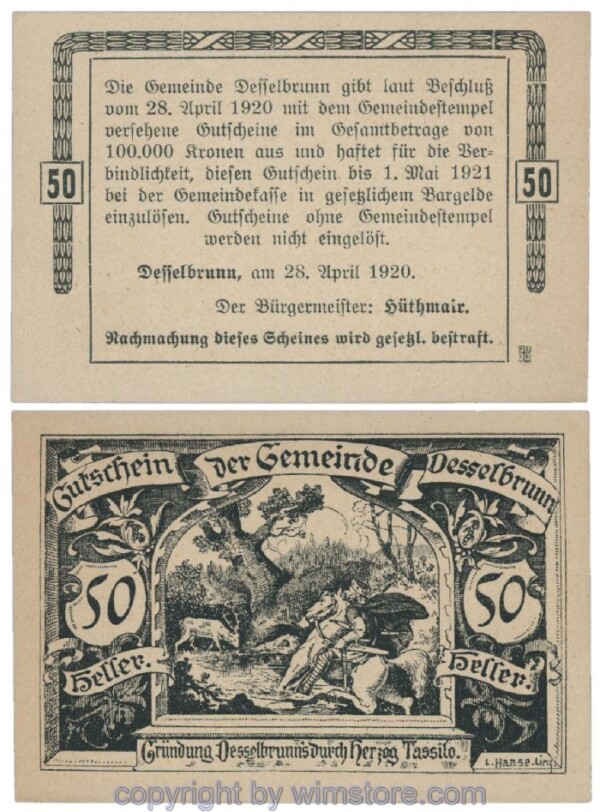 Die Gemeinde Desselbrunn gibt laut Beschluß
vom 28. April 1920 mit dem Gemeindestempel
versehene Gutscheine im Gesamtbetrage von
100.000 Kronen aus und haftet für die Ver=
bindlichkeit, diesen Gutschein bis 1. Mai 1921
bei der Gemeindekasse in gesetzlichem Bargelde
einzulösen. Gutscheine ohne Gemeindestempel
werden nicht eingelöst.
50
50
Desselbrunn, am 28. April 1920.
Der Bürgermeister: Hüthmair.
Nachmachung dieses Scheines wird gesetzl. bestraft.
Gutschein der Gemeinde Desselbrunn
50
50
Heller.
Heller.
Gründung Desselbrunn's durch Herzog Tassilo.
L. Haase. Linz
copyright by wimstore.com